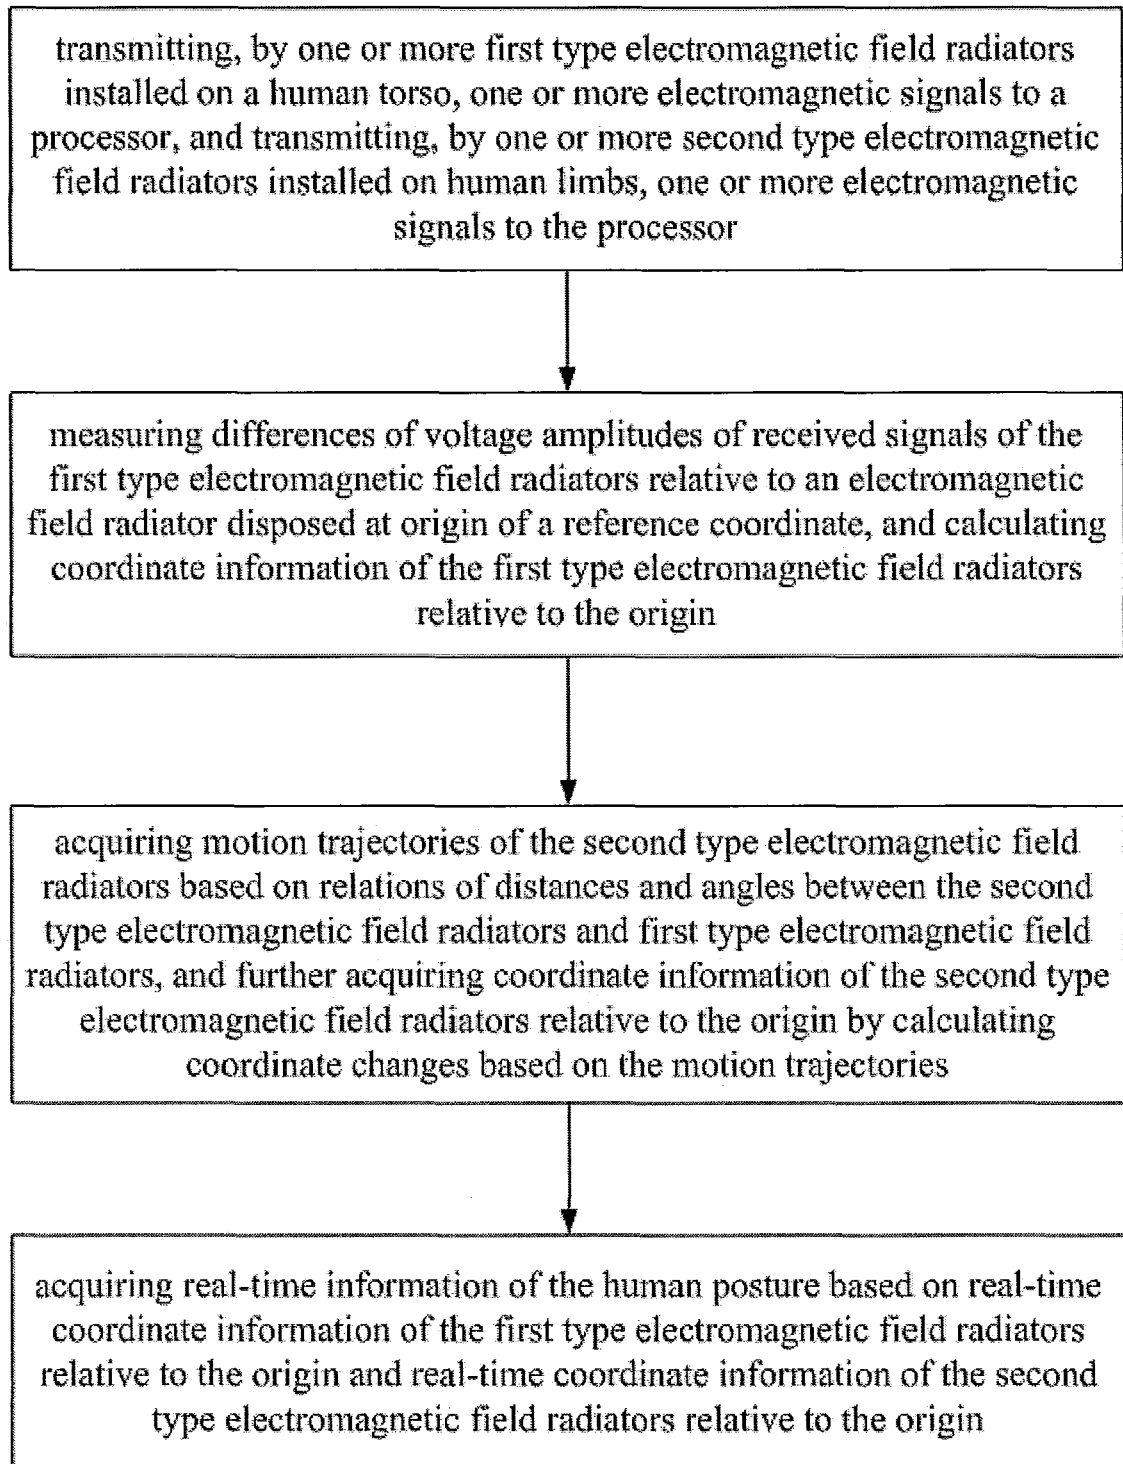 transmitting, by one or more first type electromagnetic field radiators
installed on a human torso, one or more electromagnetic signals to a
processor, and transmitting, by one or more second type electromagnetic
field radiators installed on human limbs, one or more electromagnetic
signals to the processor
measuring differences of voltage amplitudes of received signals of the
first type electromagnetic field radiators relative to an electromagnetic
field radiator disposed at origin of a reference coordinate, and calculating
coordinate information of the first type electromagnetic field radiators
relative to the origin
acquiring motion trajectories of the second type electromagnetic field
radiators based on relations of distances and angles between the second
type electromagnetic field radiators and first type electromagnetic field
radiators, and further acquiring coordinate information of the second type
electromagnetic field radiators relative to the origin by calculating
coordinate changes based on the motion trajectories
acquiring real-time information of the human posture based on real-time
coordinate information of the first type electromagnetic field radiators
relative to the origin and real-time coordinate information of the second
type electromagnetic field radiators relative to the origin